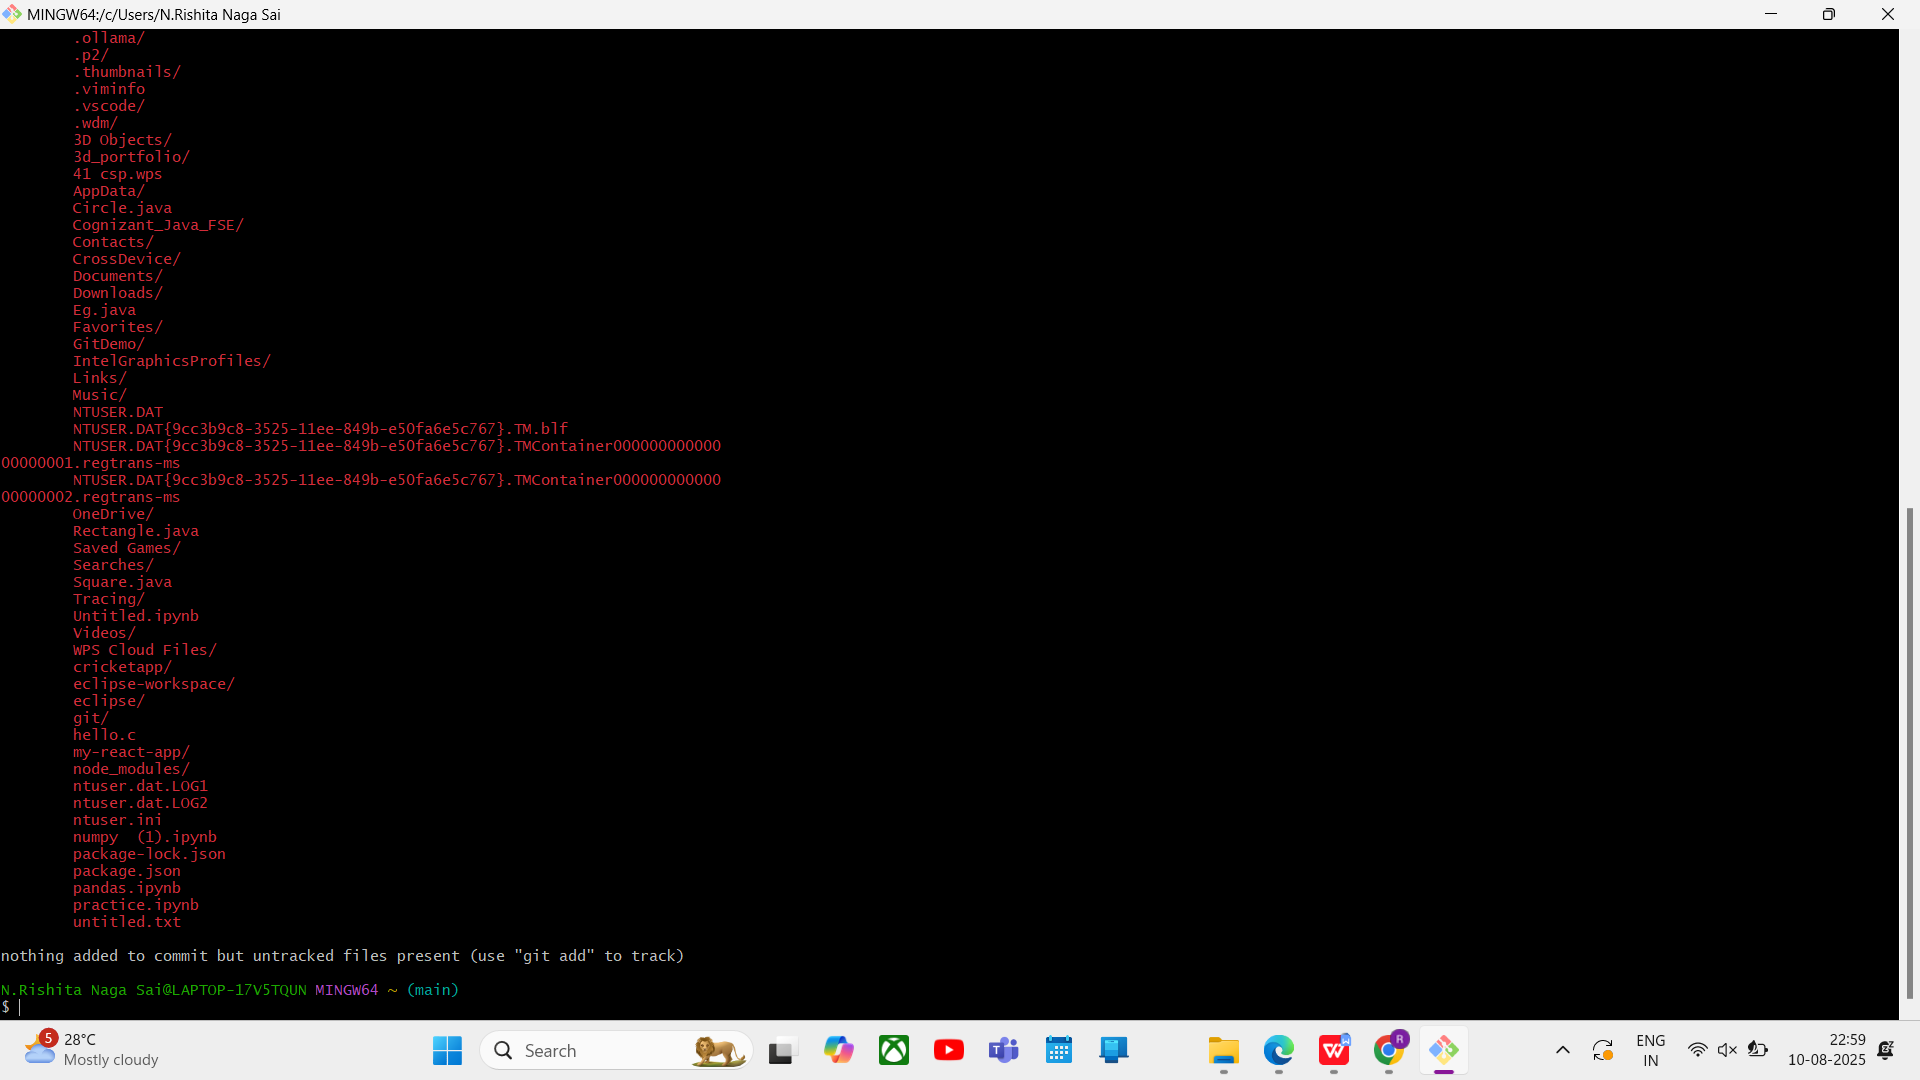 MINGW64:/c/Users/N.Rishita Naga Sai
.ollama/
.p2/
.thumbnails/
.viminfo
.vscode/
.wdm/
3D Objects/
3d_portfolio/
41 csp.wps
AppData/
Circle.java
Cognizant_Java_FSE/
Contacts/
CrossDevice/
Documents/
Downloads/
Eg.java
Favorites/
GitDemo/
IntelGraphicsProfiles/
Links/
Music/
NTUSER.DAT
NTUSER.DAT{9cc3b9c8-3525-11ee-849b-e50fa6e5c767}.TM.blf
NTUSER.DAT{9cc3b9c8-3525-11ee-849b-e50fa6e5c767}.TMContainer000000000000
00000001.regtrans-ms
NTUSER.DAT{9cc3b9c8-3525-11ee-849b-e50fa6e5c767}.TMContainer000000000000
00000002.regtrans-ms
OneDrive/
Rectangle.java
Saved Games/
Searches/
Square.java
Tracing/
Untitled.ipynb
Videos/
WPS Cloud Files/
cricketapp/
eclipse-workspace/
eclipse/
git/
hello.c
my-react-app/
node_modules/
ntuser.dat.LOG1
ntuser.dat.LOG2
ntuser.ini
numpy  (1).ipynb
package-lock.json
package.json
pandas.ipynb
practice.ipynb
untitled.txt
nothing added to commit but untracked files present (use "git add" to track)
N.Rishita Naga Sai@LAPTOP-17V5TQUN MINGW64 ~ (main)
$
5
28°C
Mostly cloudy
Search
R
ENG
IN
22:59
10-08-2025